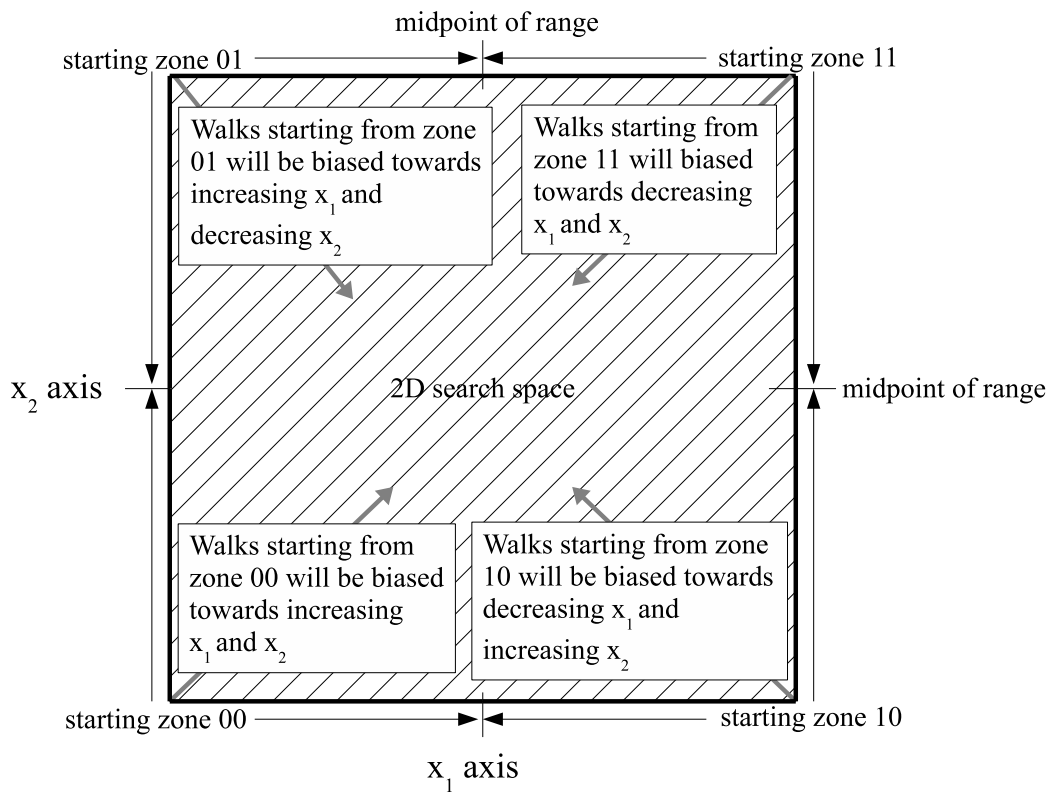 midpoint of range
starting zone 01
starting zone 11
Walks starting from zone
01 will be biased towards
increasing x₁ and
decreasing x₂
Walks starting from
zone 11 will biased
towards decreasing
x₁ and x₂
x₂ axis
2D search space
midpoint of range
Walks starting from
zone 00 will be biased
towards increasing
x₁ and x₂
Walks starting from zone
10 will be biased towards
decreasing x₁ and
increasing x₂
starting zone 00
starting zone 10
x₁ axis